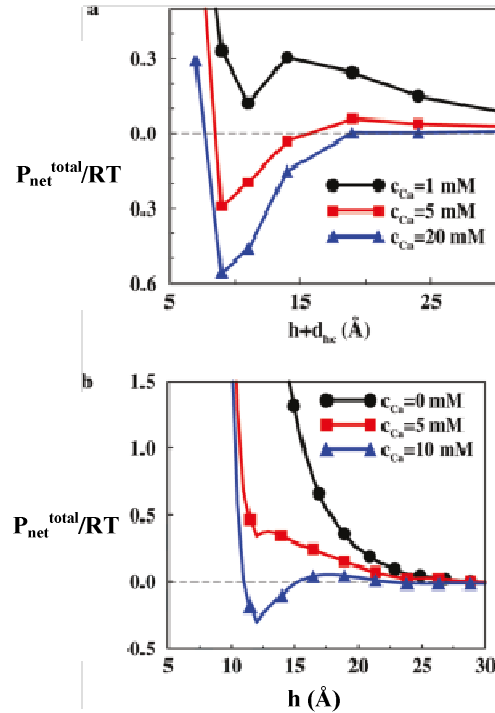 a
0.3
0.0
P_net^total/RT
0.3
0.6
c_Ca=1 mM
c_Ca=5 mM
c_Ca=20 mM
5
15
25
h+d_hc (Å)
b
1.5
1.0
0.5
0.0
0.5
P_net^total/RT
c_Ca=0 mM
c_Ca=5 mM
c_Ca=10 mM
5
10
15
20
25
30
h (Å)